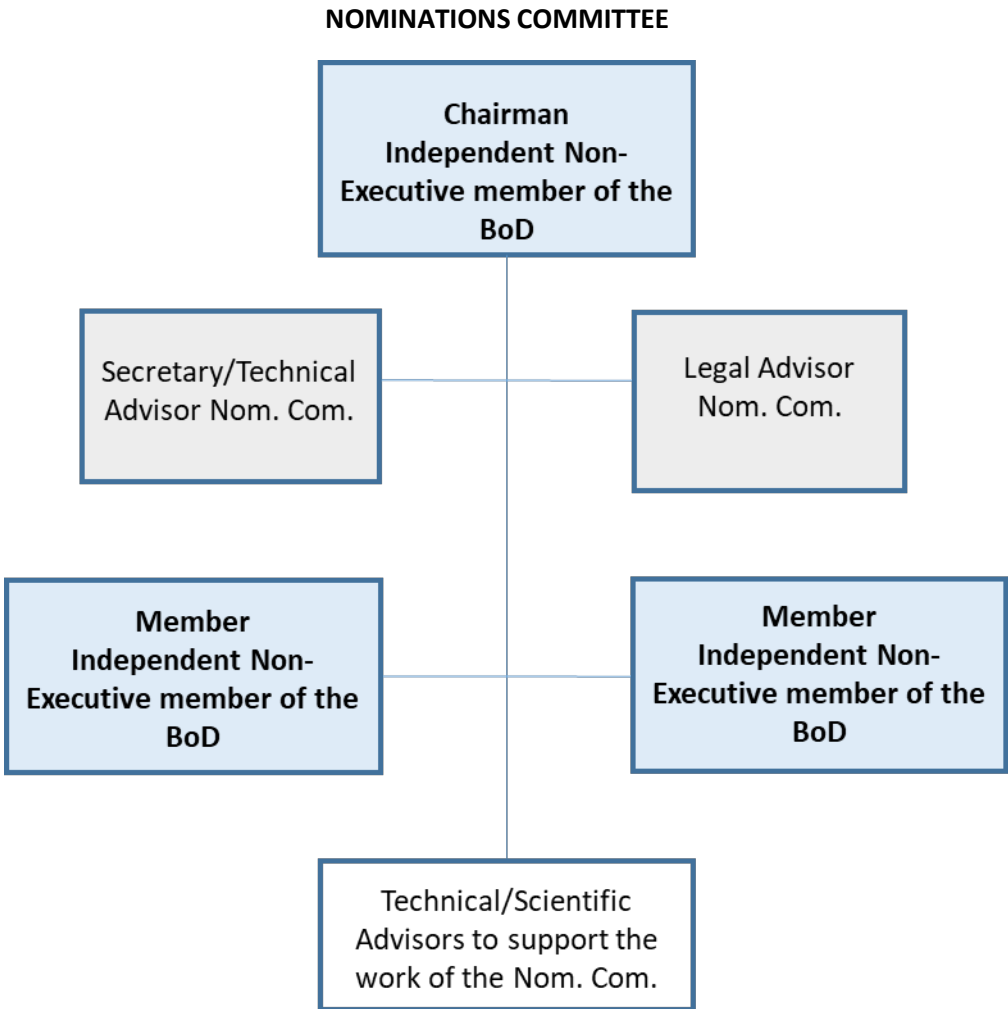 NOMINATIONS COMMITTEE
Chairman
Independent Non-
Executive member of the
BoD
Secretary/Technical
Advisor Nom. Com.
Legal Advisor
Nom. Com.
Member
Independent Non-
Executive member of the
BoD
Member
Independent Non-
Executive member of the
BoD
Technical/Scientific
Advisors to support the
work of the Nom. Com.